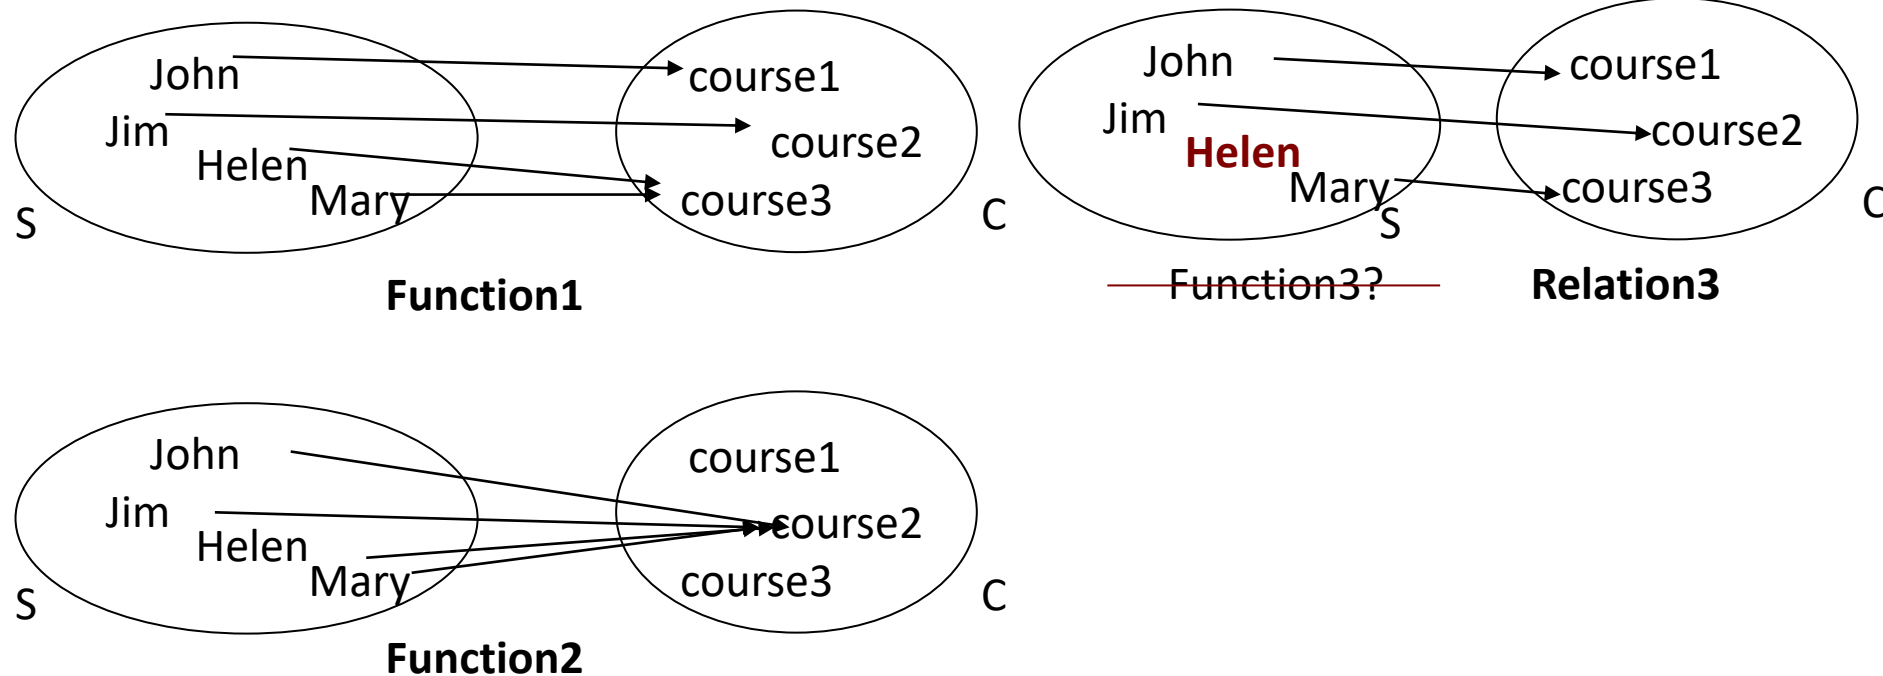 John
course1
Jim
course2
Helen
Mary
course3
S
C
Function1
John
course1
Jim
course2
Helen
Mary
course3
S
C
Function3?
Relation3
John
course1
Jim
course2
Helen
Mary
course3
S
C
Function2